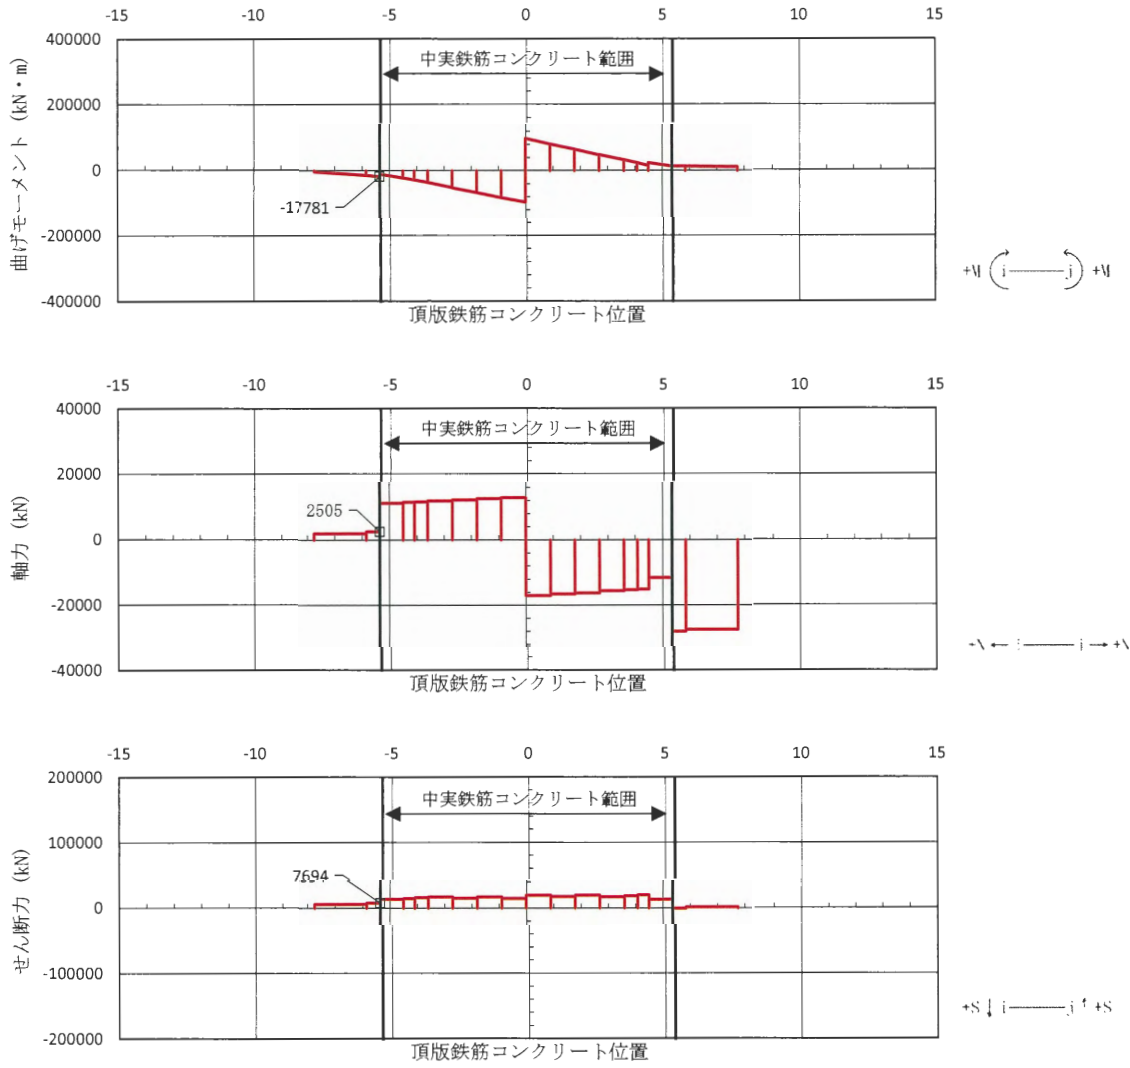 -15 -10 -5 0 5 10 15
400000
200000
0
-200000
-400000
曲げモーメント (kN・m)
中実鉄筋コンクリート範囲
-17781
頂版鉄筋コンクリート位置
+M i j +M
-15 -10 -5 0 5 10 15
40000
20000
0
-20000
-40000
軸力 (kN)
中実鉄筋コンクリート範囲
2505
頂版鉄筋コンクリート位置
-15 -10 -5 0 5 10 15
200000
100000
0
-100000
-200000
せん断力 (kN)
中実鉄筋コンクリート範囲
7694
頂版鉄筋コンクリート位置
+S i j +S